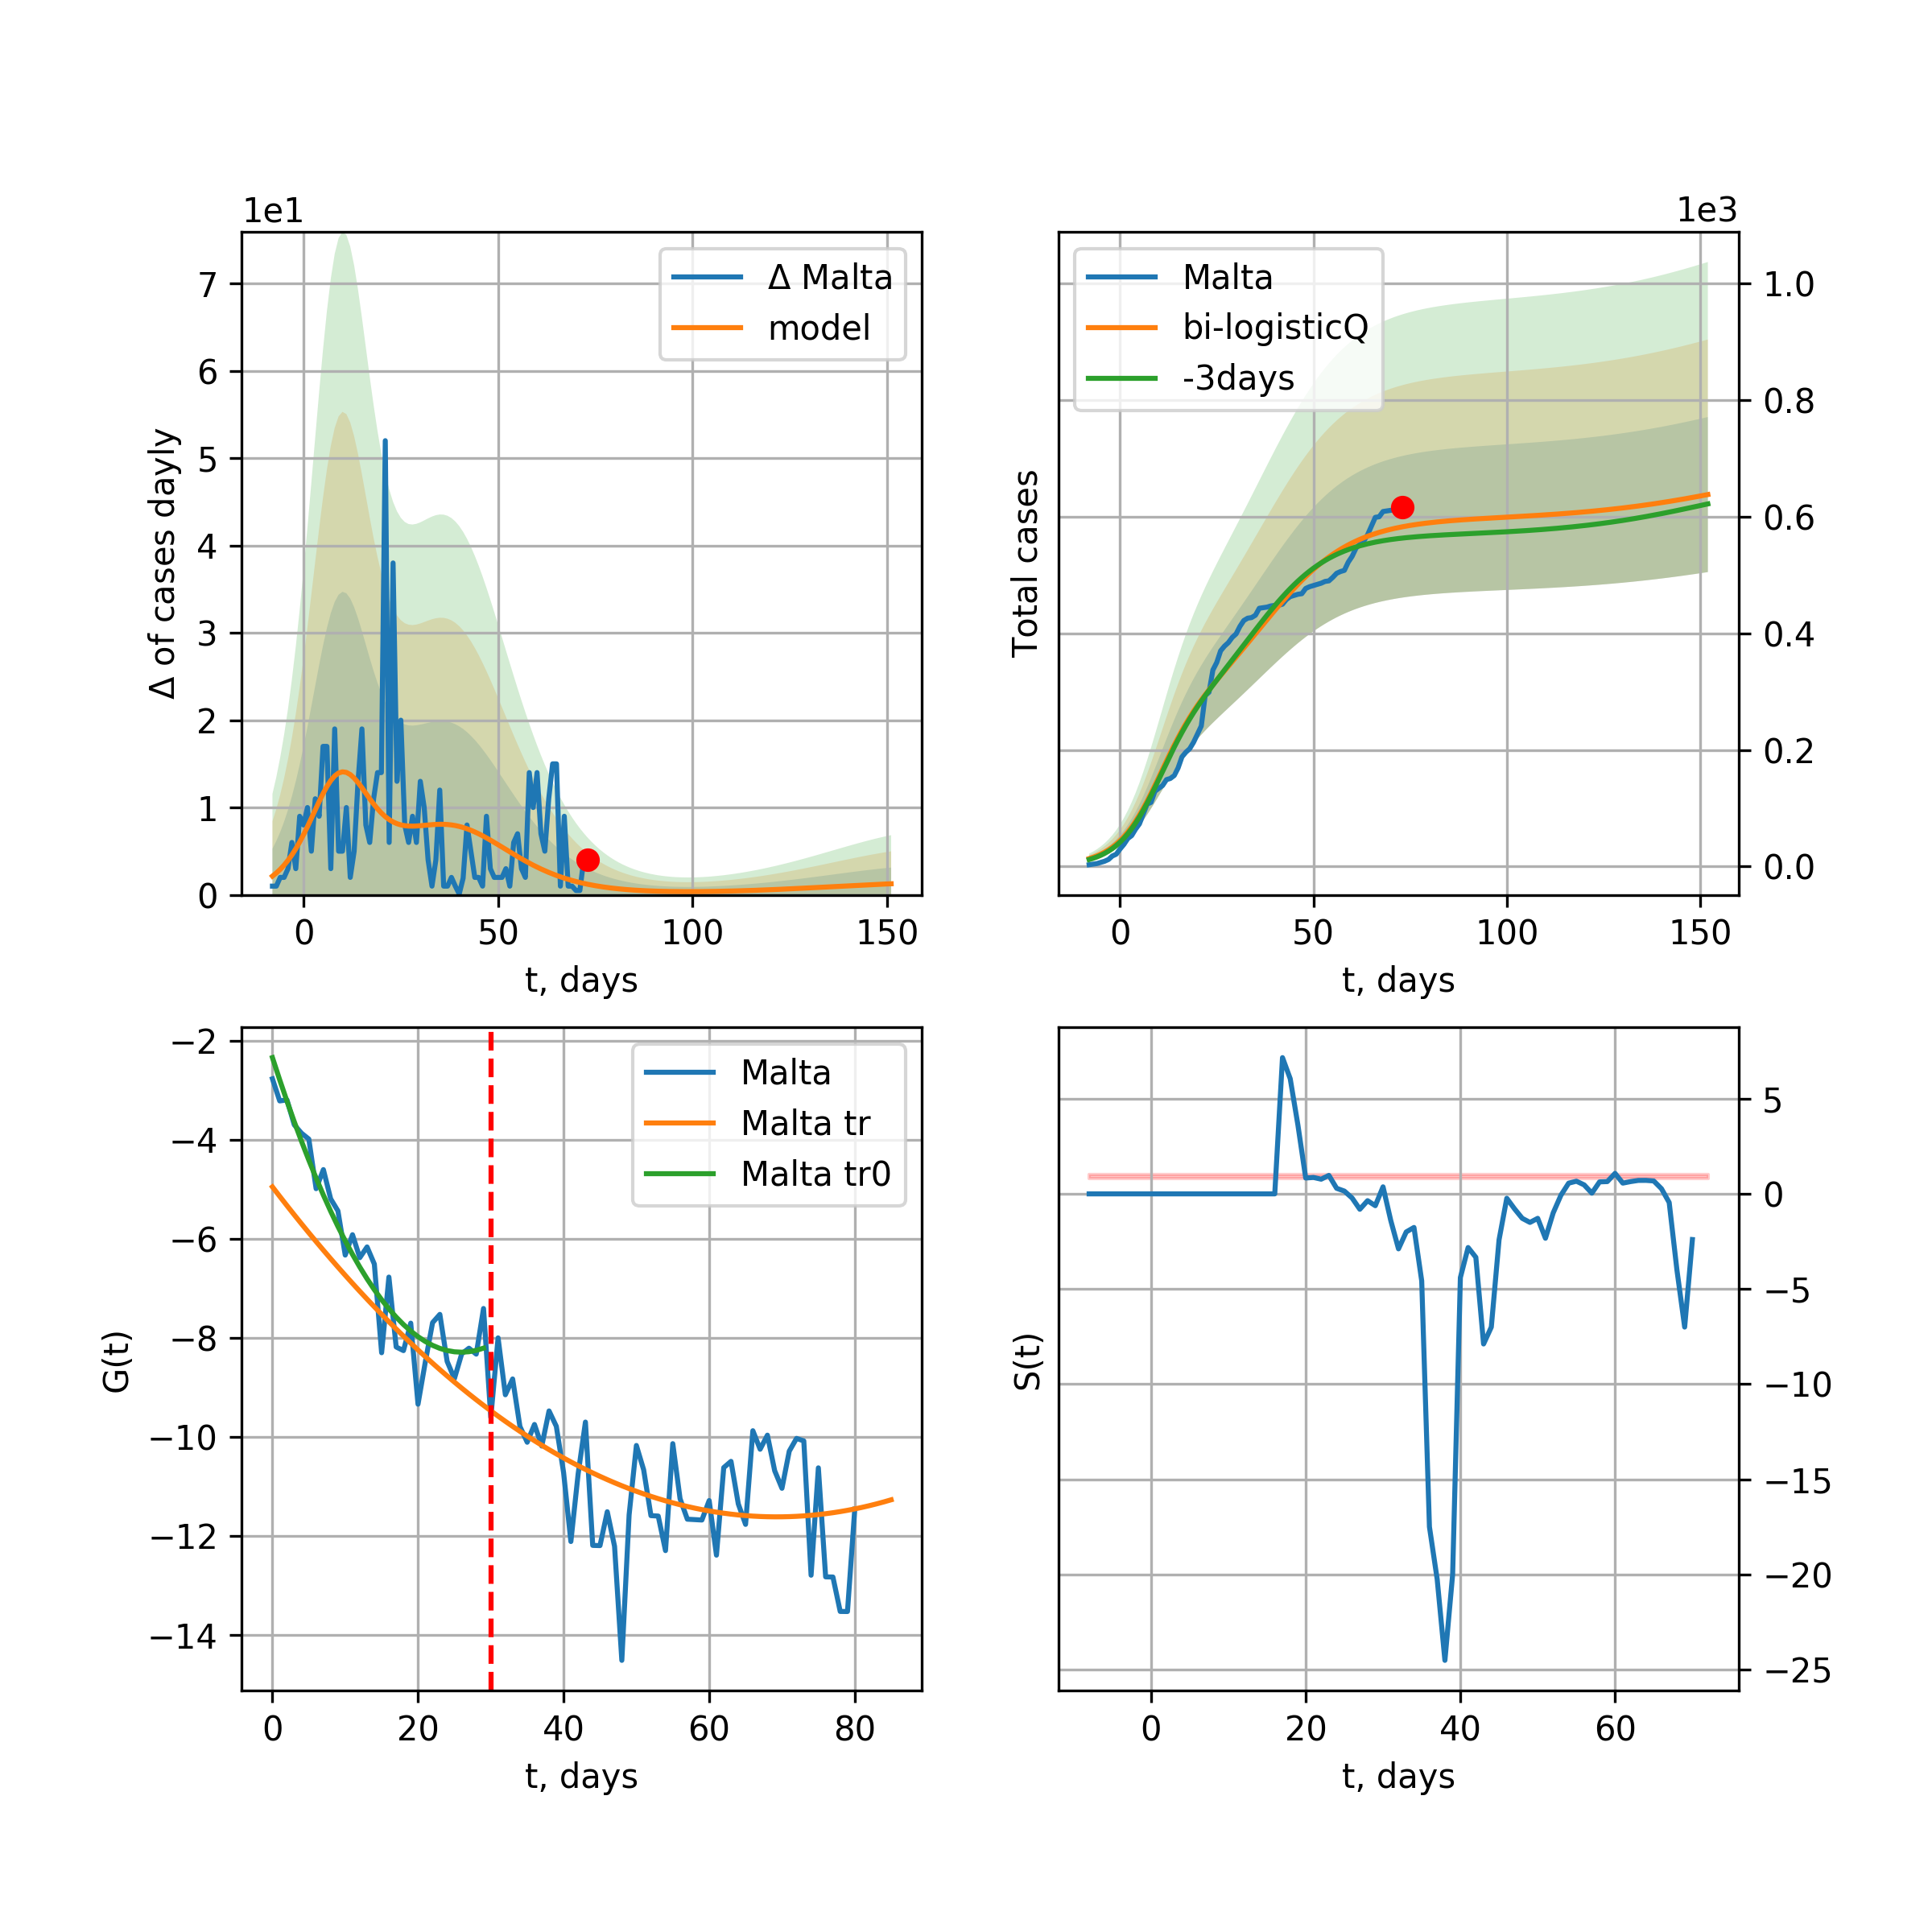 1e1
Δ of cases dayly
7
6
5
4
3
2
1
0
Δ Malta
model
0 50 100 150
t, days
1e3
Total cases
Malta
bi-logisticQ
-3days
1.0
0.8
0.6
0.4
0.2
0.0
0 50 100 150
t, days
G(t)
−2
−4
−6
−8
−10
−12
−14
Malta
Malta tr
Malta tr0
0 20 40 60 80
t, days
S(t)
5
0
−5
−10
−15
−20
−25
0 20 40 60
t, days